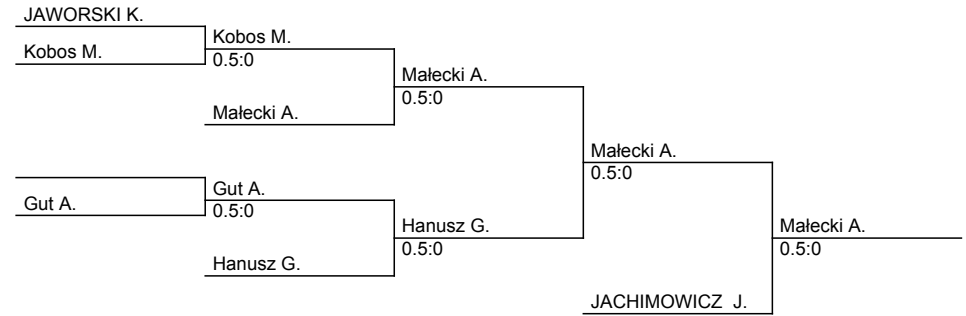 JAWORSKI K.
Kobos M.
Kobos M.
0.5:0
Małecki A.
Małecki A.
0.5:0
Małecki A.
0.5:0
Gut A.
Gut A.
0.5:0
Hanusz G.
0.5:0
Hanusz G.
Małecki A.
0.5:0
JACHIMOWICZ J.